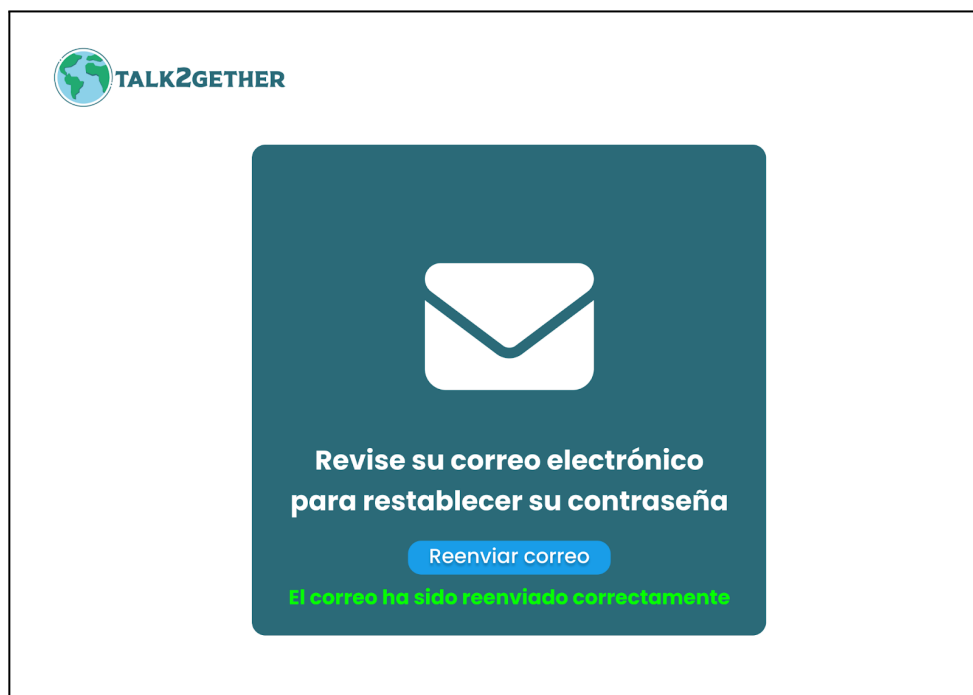 TALK2GETHER
Revise su correo electrónico
para restablecer su contraseña
Reenviar correo
El correo ha sido reenviado correctamente